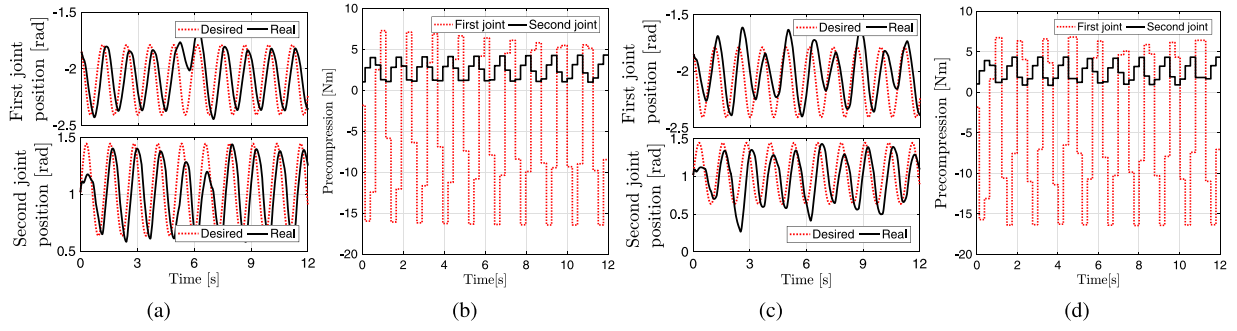 -1.5
-2
-2.5
First joint
position [rad]
Desired Real
1.5
1
0.5
Second joint
position [rad]
Desired Real
0 3 6 9 12
Time [s]
(a)
10
5
0
-5
-10
-15
-20
Precompression [Nm]
First joint Second joint
0 2 4 6 8 10 12
Time[s]
(b)
-1.5
-2
-2.5
First joint
position [rad]
Desired Real
1.5
1
0.5
0
Second joint
position [rad]
Desired Real
0 3 6 9 12
Time [s]
(c)
10
5
0
-5
-10
-15
-20
Precompression [Nm]
First joint Second joint
0 2 4 6 8 10 12
Time[s]
(d)